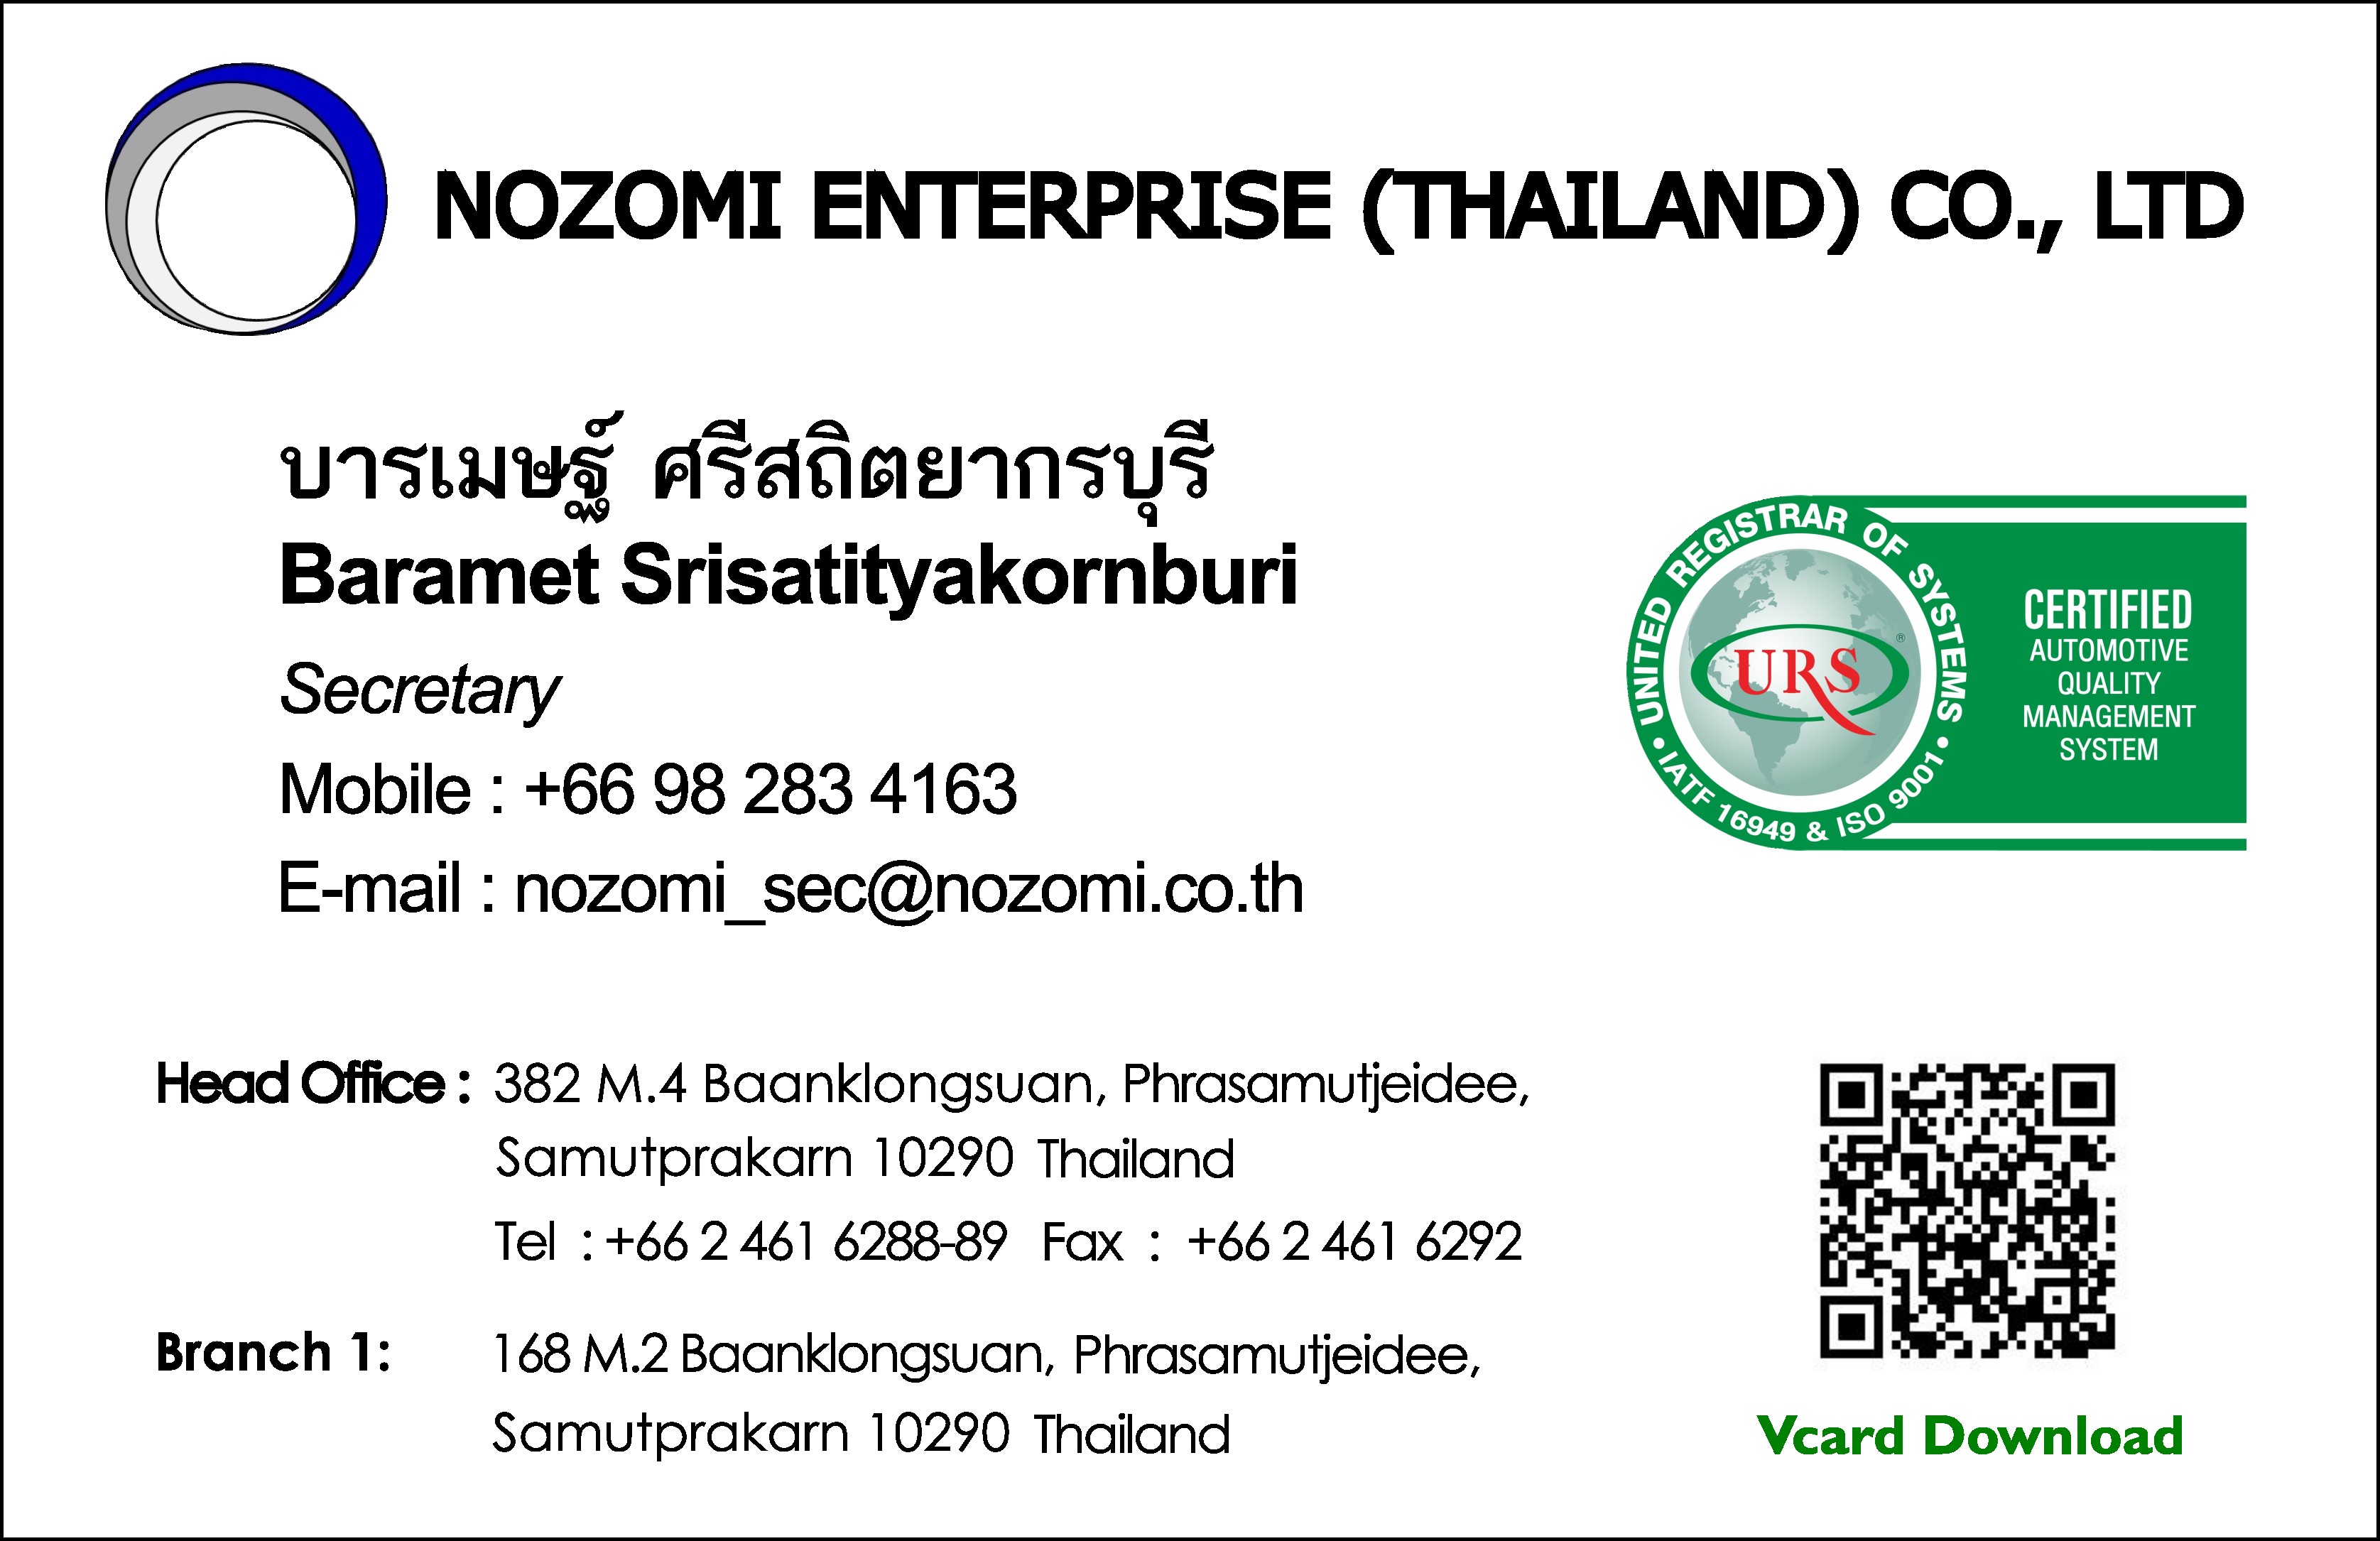 NOZOMI ENTERPRISE (THAILAND) CO., LTD
บารเมษฐ์ ศรีสถิตยากรบุรี
Baramet Srisatityakornburi
Secretary
Mobile : +66 98 283 4163
E-mail : nozomi_sec@nozomi.co.th
UNITED REGISTRAR OF SYSTEMS
URS ®
• IATF 16949 & ISO 9001 •
CERTIFIED
AUTOMOTIVE
QUALITY
MANAGEMENT
SYSTEM
Head Office : 382 M.4 Baanklongsuan, Phrasamutjeidee,
Samutprakarn 10290 Thailand
Tel : +66 2 461 6288-89 Fax : +66 2 461 6292
Branch 1: 168 M.2 Baanklongsuan, Phrasamutjeidee,
Samutprakarn 10290 Thailand
Vcard Download